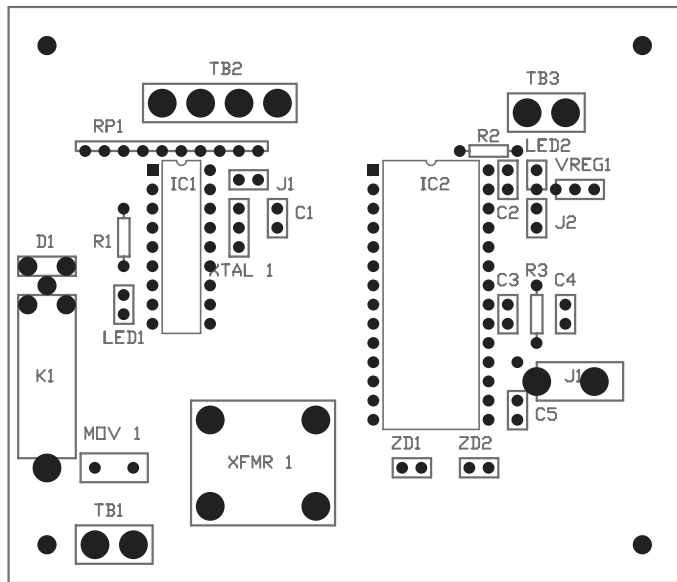 TB2
TB3
RP1
R2
LED2
VREG1
IC1
J1
IC2
C2
C1
J2
R1
D1
XTAL 1
C3
R3
C4
LED1
K1
J1
C5
MOV 1
ZD1
ZD2
XFMR 1
TB1